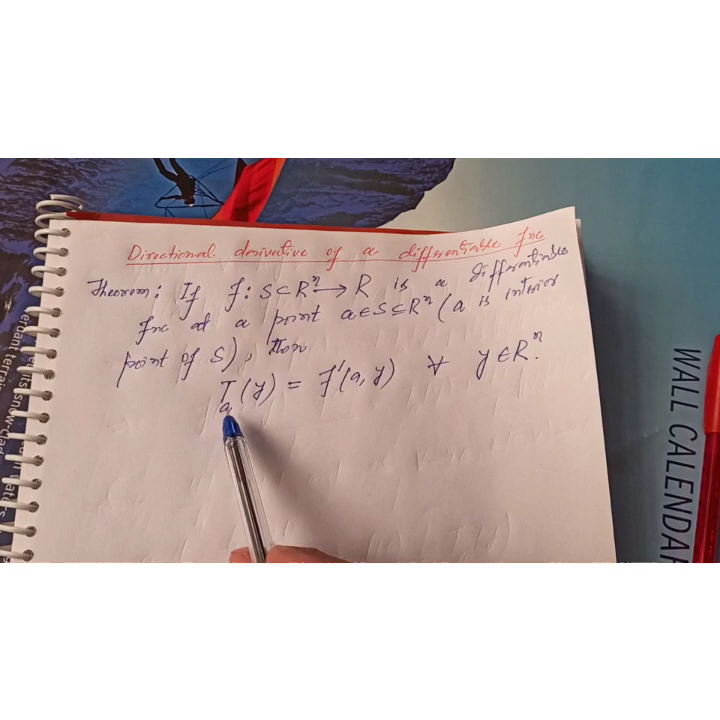 Directional derivative of a differentiable Fnc
Theorem: If f: S⊂Rⁿ → R is a differentiable
Fnc at a point a∈S⊆Rⁿ (a is interior
point of S), then
Tₐ(y) = f'(a, y) ∀ y∈Rⁿ.
WALL CALENDAR